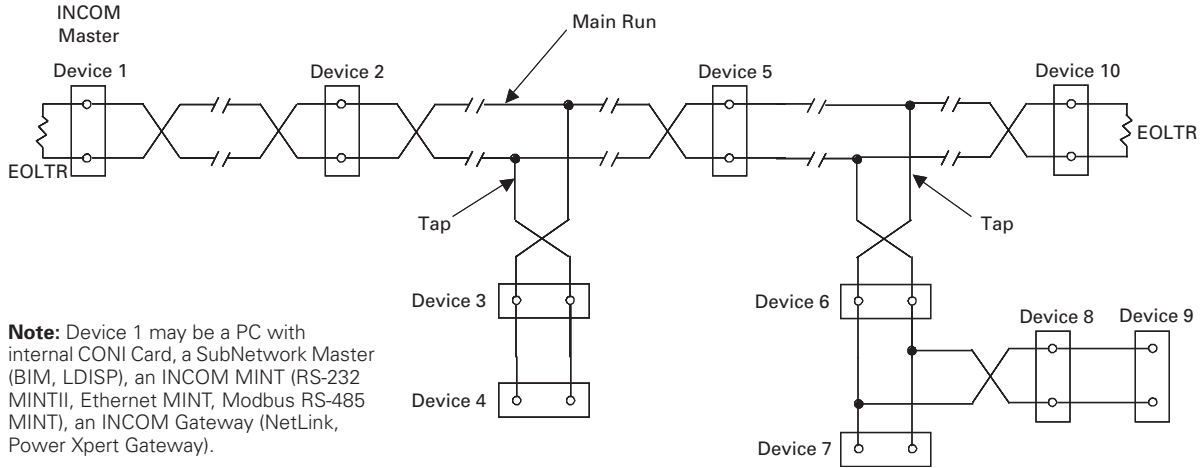 INCOM
Master
Main Run
Device 1
Device 2
Device 5
Device 10
EOLTR
EOLTR
Tap
Tap
Device 3
Device 6
Device 8
Device 9
Device 4
Device 7
Note: Device 1 may be a PC with
internal CONI Card, a SubNetwork Master
(BIM, LDISP), an INCOM MINT (RS-232
MINTII, Ethernet MINT, Modbus RS-485
MINT), an INCOM Gateway (NetLink,
Power Xpert Gateway).